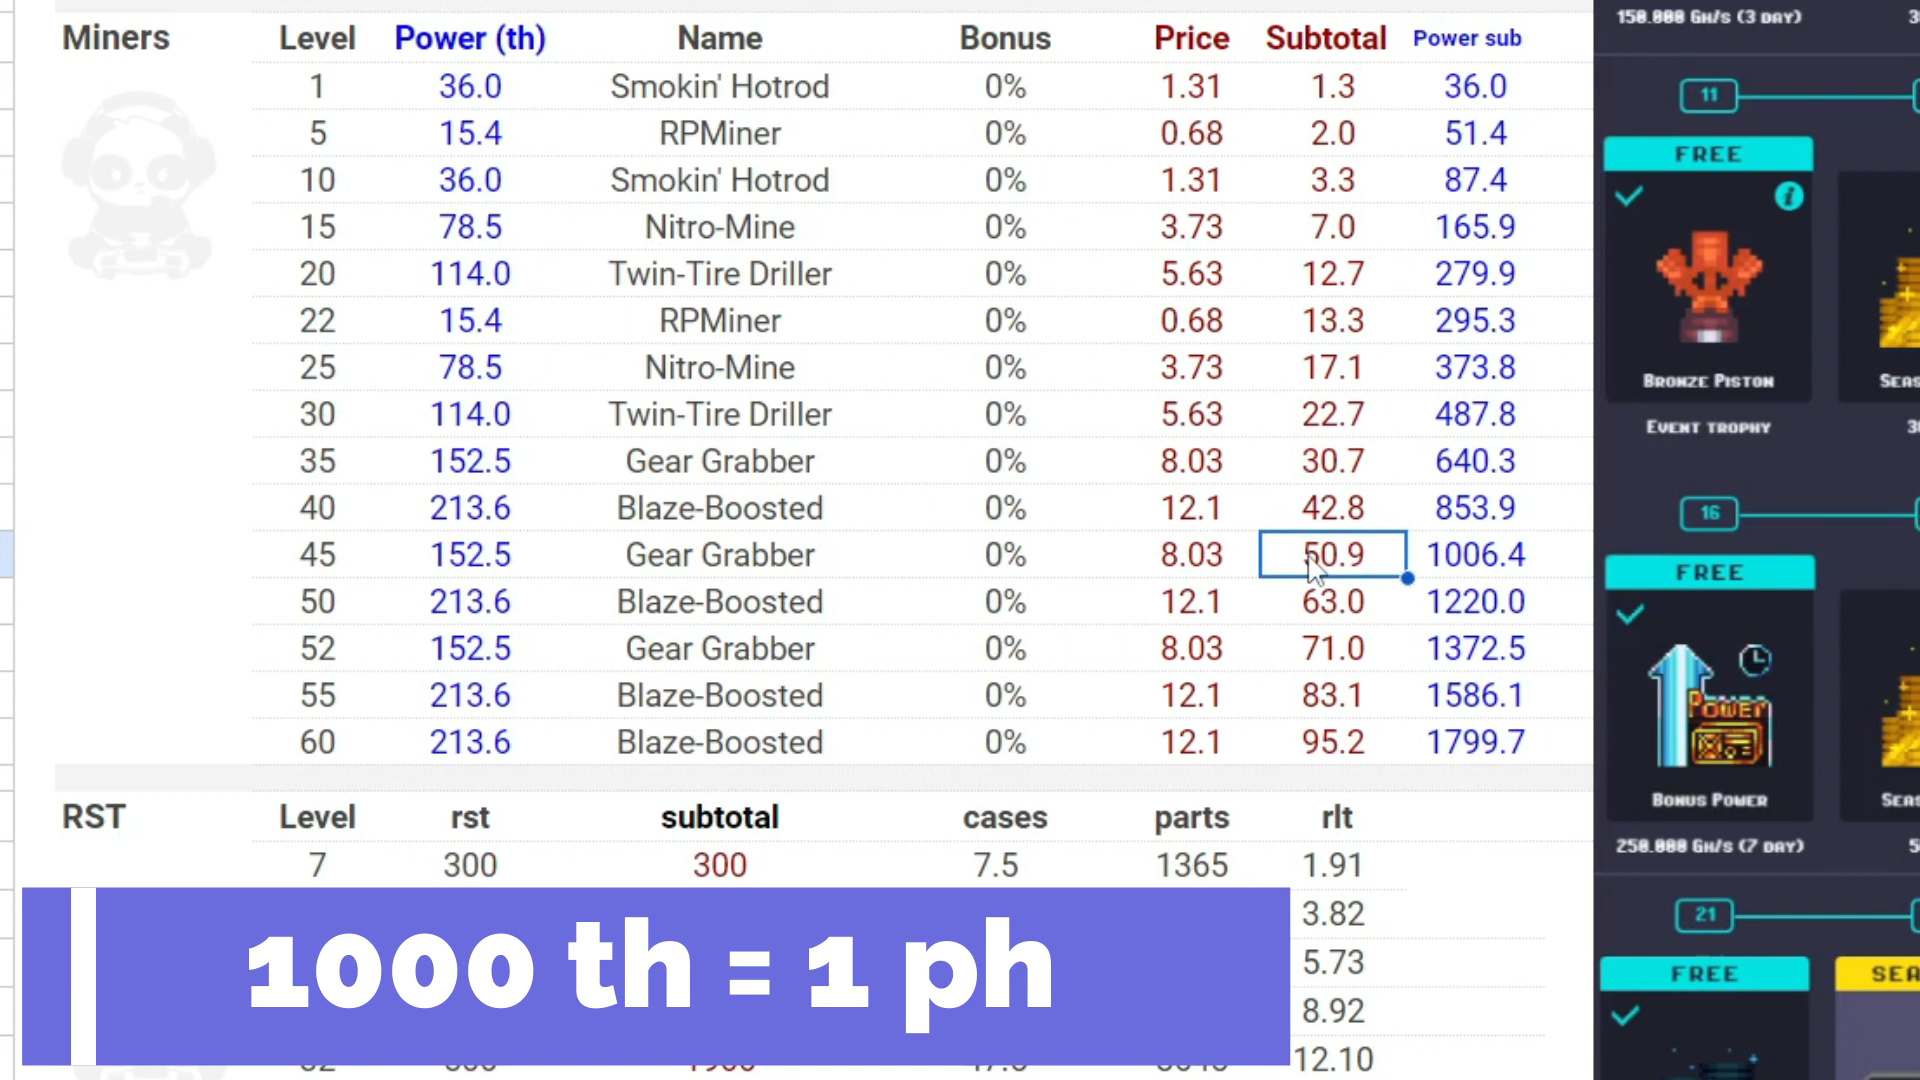 Miners Level Power (th) Name Bonus Price Subtotal Power sub
1 36.0 Smokin' Hotrod 0% 1.31 1.3 36.0
5 15.4 RPMiner 0% 0.68 2.0 51.4
10 36.0 Smokin' Hotrod 0% 1.31 3.3 87.4
15 78.5 Nitro-Mine 0% 3.73 7.0 165.9
20 114.0 Twin-Tire Driller 0% 5.63 12.7 279.9
22 15.4 RPMiner 0% 0.68 13.3 295.3
25 78.5 Nitro-Mine 0% 3.73 17.1 373.8
30 114.0 Twin-Tire Driller 0% 5.63 22.7 487.8
35 152.5 Gear Grabber 0% 8.03 30.7 640.3
40 213.6 Blaze-Boosted 0% 12.1 42.8 853.9
45 152.5 Gear Grabber 0% 8.03 50.9 1006.4
50 213.6 Blaze-Boosted 0% 12.1 63.0 1220.0
52 152.5 Gear Grabber 0% 8.03 71.0 1372.5
55 213.6 Blaze-Boosted 0% 12.1 83.1 1586.1
60 213.6 Blaze-Boosted 0% 12.1 95.2 1799.7
RST Level rst subtotal cases parts rlt
7 300 300 7.5 1365 1.91
3.82
5.73
8.92
12.10
1000 th = 1 ph
150.000 GH/S (3 DAY)
11
FREE
BRONZE PISTON
EVENT TROPHY
16
FREE
POWER
BONUS POWER
250.000 GH/S (7 DAY)
21
FREE